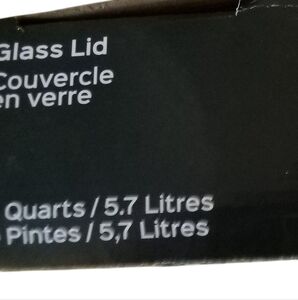 Glass Lid
Couvercle
en verre
Quarts / 5.7 Litres
Pintes / 5,7 Litres